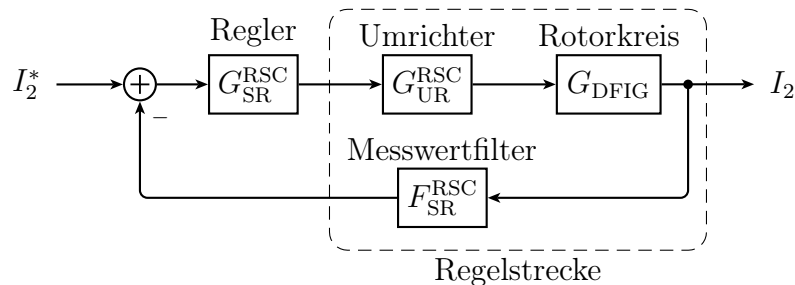 Regler Umrichter Rotorkreis
I₂* + G_SR^RSC G_UR^RSC G_DFIG I₂
−
Messwertfilter
F_SR^RSC
Regelstrecke